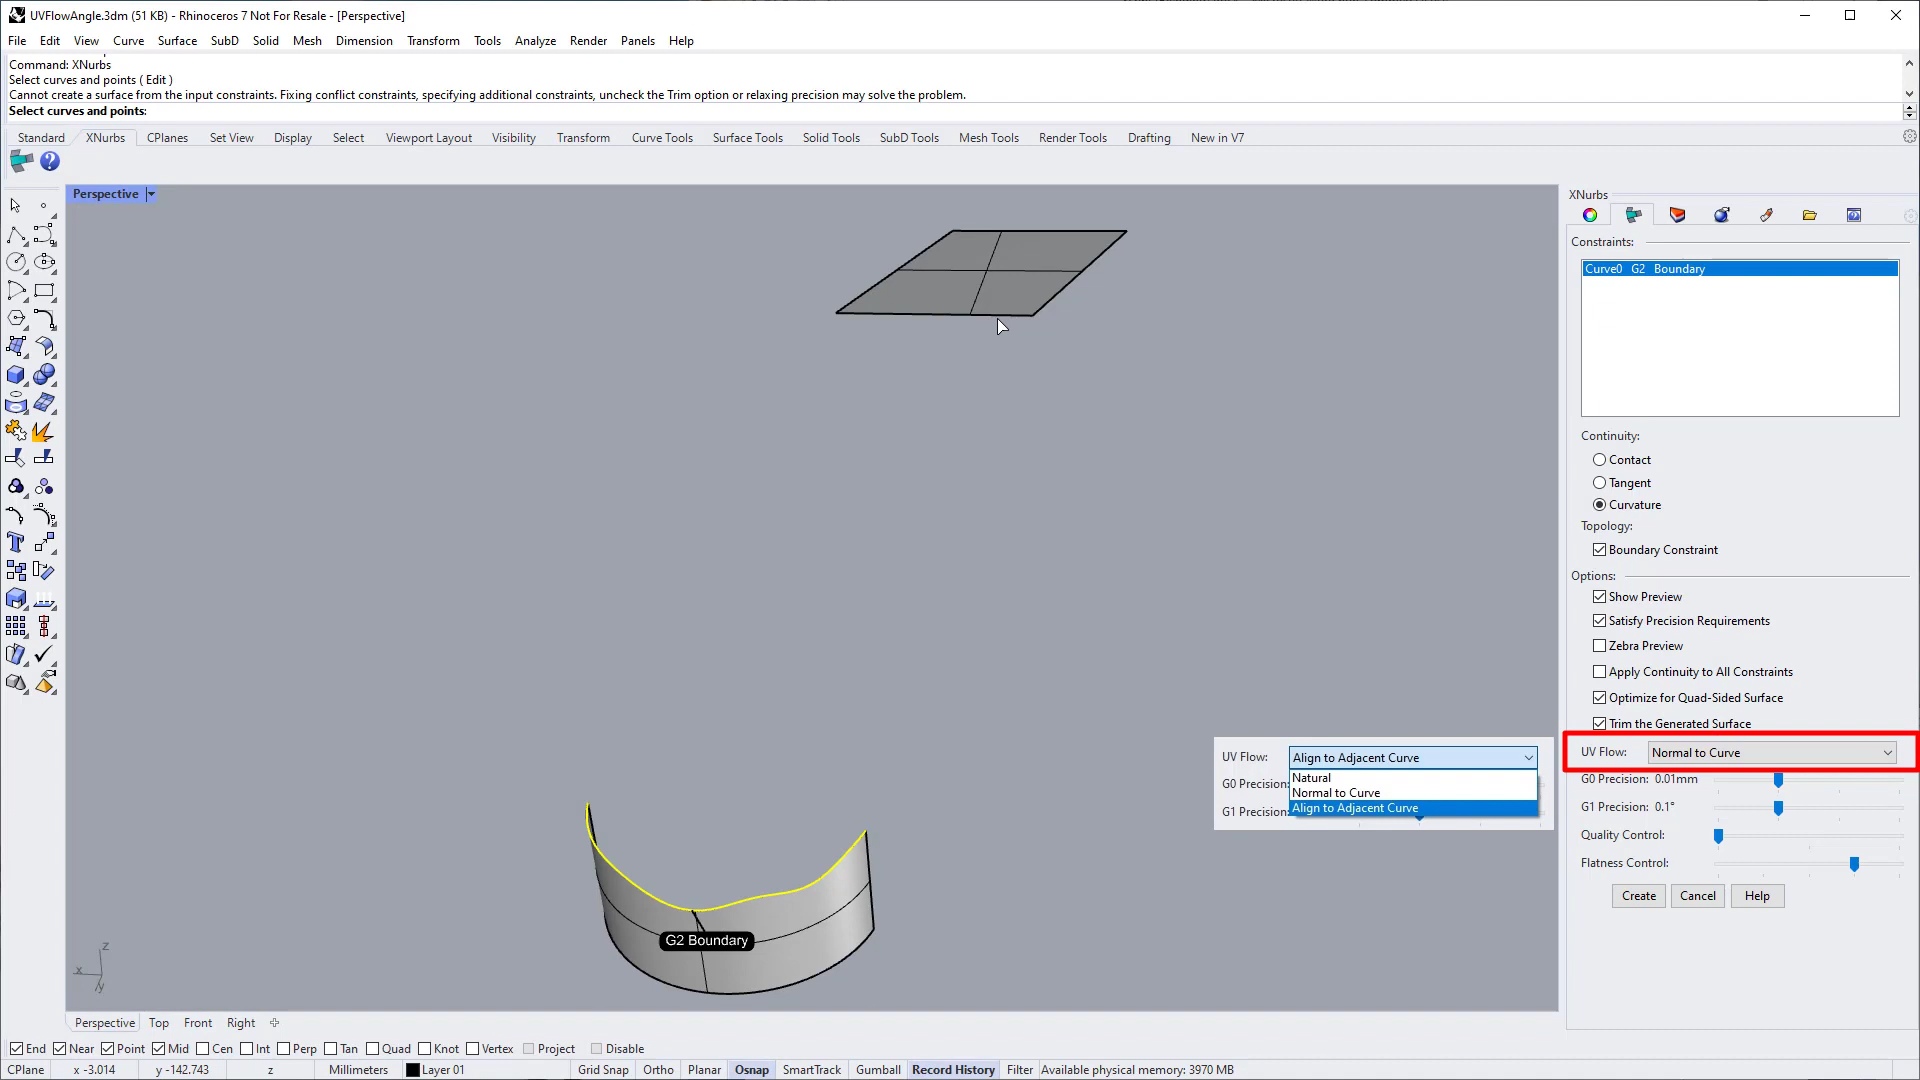 UVFlowAngle.3dm (51 KB) - Rhinoceros 7 Not For Resale - [Perspective]
File Edit View Curve Surface SubD Solid Mesh Dimension Transform Tools Analyze Render Panels Help
Command: XNurbs
Select curves and points ( Edit )
Cannot create a surface from the input constraints. Fixing conflict constraints, specifying additional constraints, uncheck the Trim option or relaxing precision may solve the problem.
Select curves and points:
Standard XNurbs CPlanes Set View Display Select Viewport Layout Visibility Transform Curve Tools Surface Tools Solid Tools SubD Tools Mesh Tools Render Tools Drafting New in V7
Perspective
XNurbs
Constraints:
Curve0 G2 Boundary
Continuity:
Contact
Tangent
Curvature
Topology:
Boundary Constraint
Options:
Show Preview
Satisfy Precision Requirements
Zebra Preview
Apply Continuity to All Constraints
Optimize for Quad-Sided Surface
Trim the Generated Surface
UV Flow: Normal to Curve
G0 Precision: 0.01mm
G1 Precision: 0.1°
Quality Control:
Flatness Control:
Create Cancel Help
UV Flow: Align to Adjacent Curve
Natural
G0 Precision:
Normal to Curve
Align to Adjacent Curve
G1 Precision:
G2 Boundary
z
x
y
Perspective Top Front Right
End Near Point Mid Cen Int Perp Tan Quad Knot Vertex Project Disable
CPlane x -3.014 y -142.743 z Millimeters Layer 01 Grid Snap Ortho Planar Osnap SmartTrack Gumball Record History Filter Available physical memory: 3970 MB